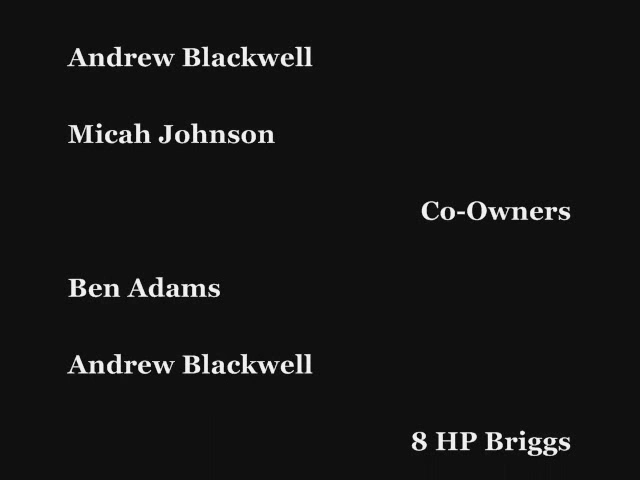 Andrew Blackwell
Micah Johnson
Co-Owners
Ben Adams
Andrew Blackwell
8 HP Briggs